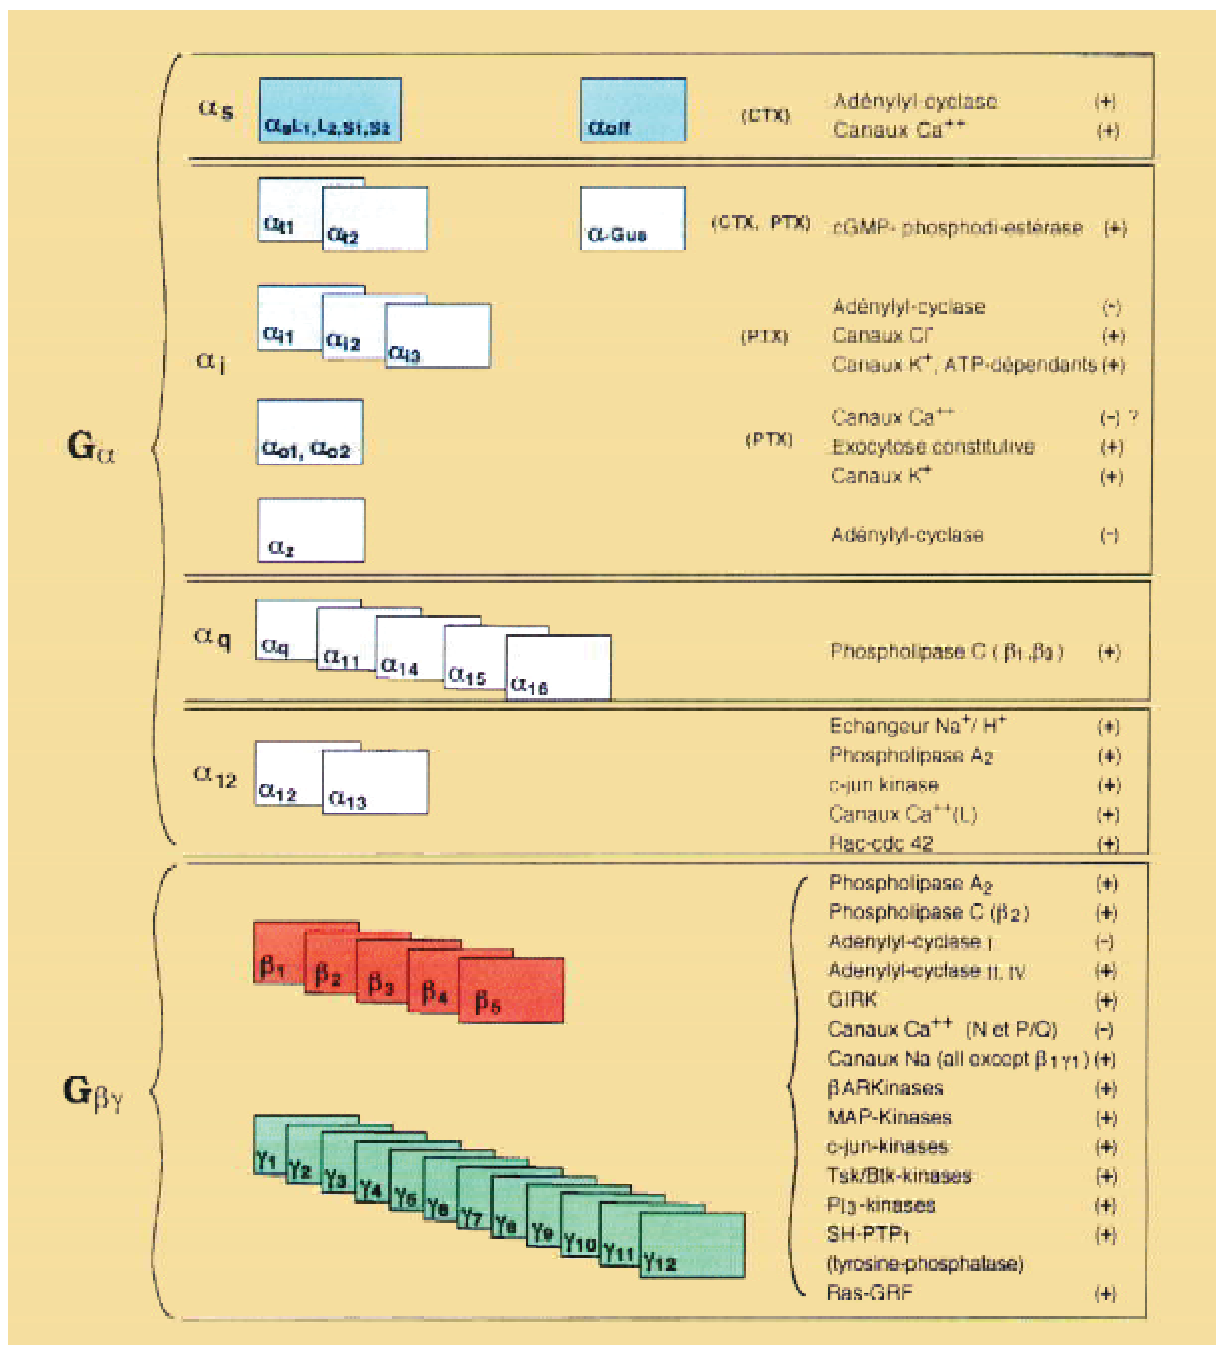 αs αsL1, L2, S1, S2 αolf (CTX) Adénylyl-cyclase (+)
Canaux Ca++ (+)
αt1 αt2 α-Gus (CTX, PTX) cGMP- phosphodi-estérase (+)
αi
αi1 αi2 αi3 (PTX) Adénylyl-cyclase (-)
Canaux Cl- (+)
Canaux K+, ATP-dépendants (+)
Gα
αo1, αo2 (PTX) Canaux Ca++ (-) ?
Exocytose constitutive (+)
Canaux K+ (+)
αz Adénylyl-cyclase (-)
αq αq α11 α14 α15 α16 Phospholipase C ( β1,β3 ) (+)
α12 α12 α13 Echangeur Na+/ H+ (+)
Phospholipase A2 (+)
c-jun kinase (+)
Canaux Ca++(L) (+)
Rac-cdc 42 (+)
Gβγ
β1 β2 β3 β4 β5
γ1 γ2 γ3 γ4 γ5 γ6 γ7 γ8 γ9 γ10 γ11 γ12
Phospholipase A2 (+)
Phospholipase C (β2) (+)
Adenylyl-cyclase I (-)
Adenylyl-cyclase II, IV (+)
GIRK (+)
Canaux Ca++ (N et P/Q) (-)
Canaux Na (all except β1γ1) (+)
βARKinases (+)
MAP-Kinases (+)
c-jun-kinases (+)
Tsk/Btk-kinases (+)
PI3-kinases (+)
SH-PTP1 (+)
(tyrosine-phosphatase)
Ras-GRF (+)